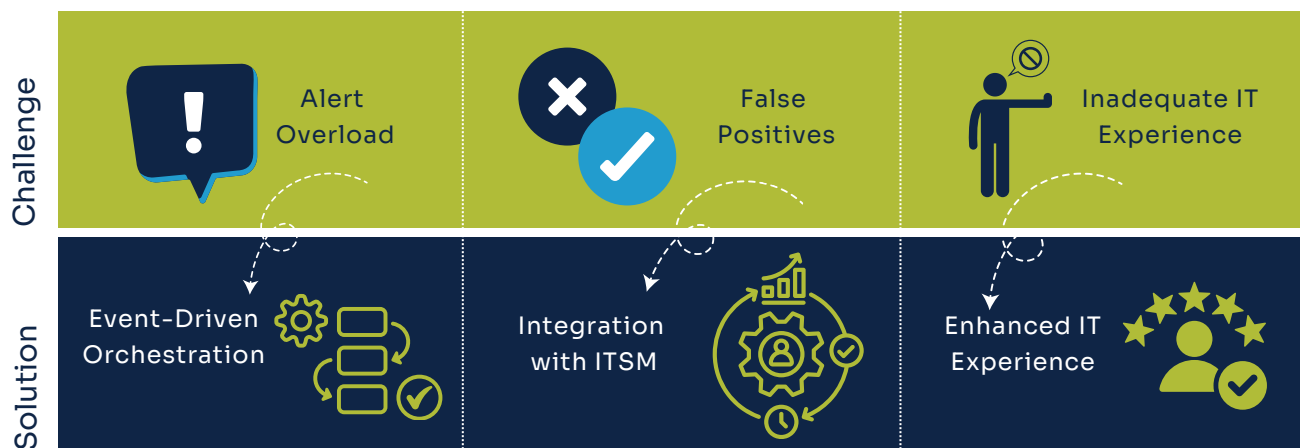 Challenge
Alert
Overload
False
Positives
Inadequate IT
Experience
Solution
Event-Driven
Orchestration
Integration
with ITSM
Enhanced IT
Experience